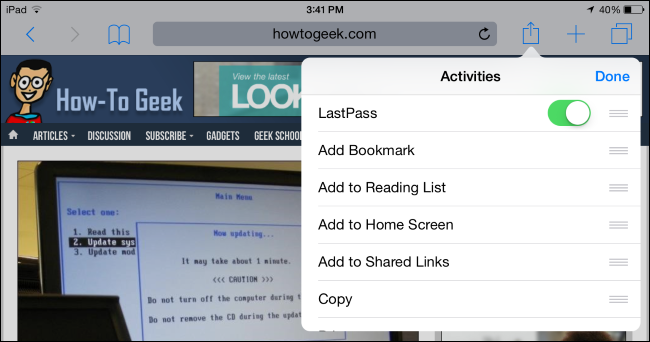 iPad 3:41 PM 40%
howtogeek.com
Activities Done
LastPass
Add Bookmark
Add to Reading List
Add to Home Screen
Add to Shared Links
Copy
How-To Geek
View the latest
LOOK
ARTICLES DISCUSSION SUBSCRIBE GADGETS GEEK SCHOOL
Main Menu
Select one:
1. Read this
2. Update sys
3. Update mod
Now updating...
It may take about 1 minute.
<<< CAUTION >>>
Do not turn off the computer during t
Do not remove the CD during the updat